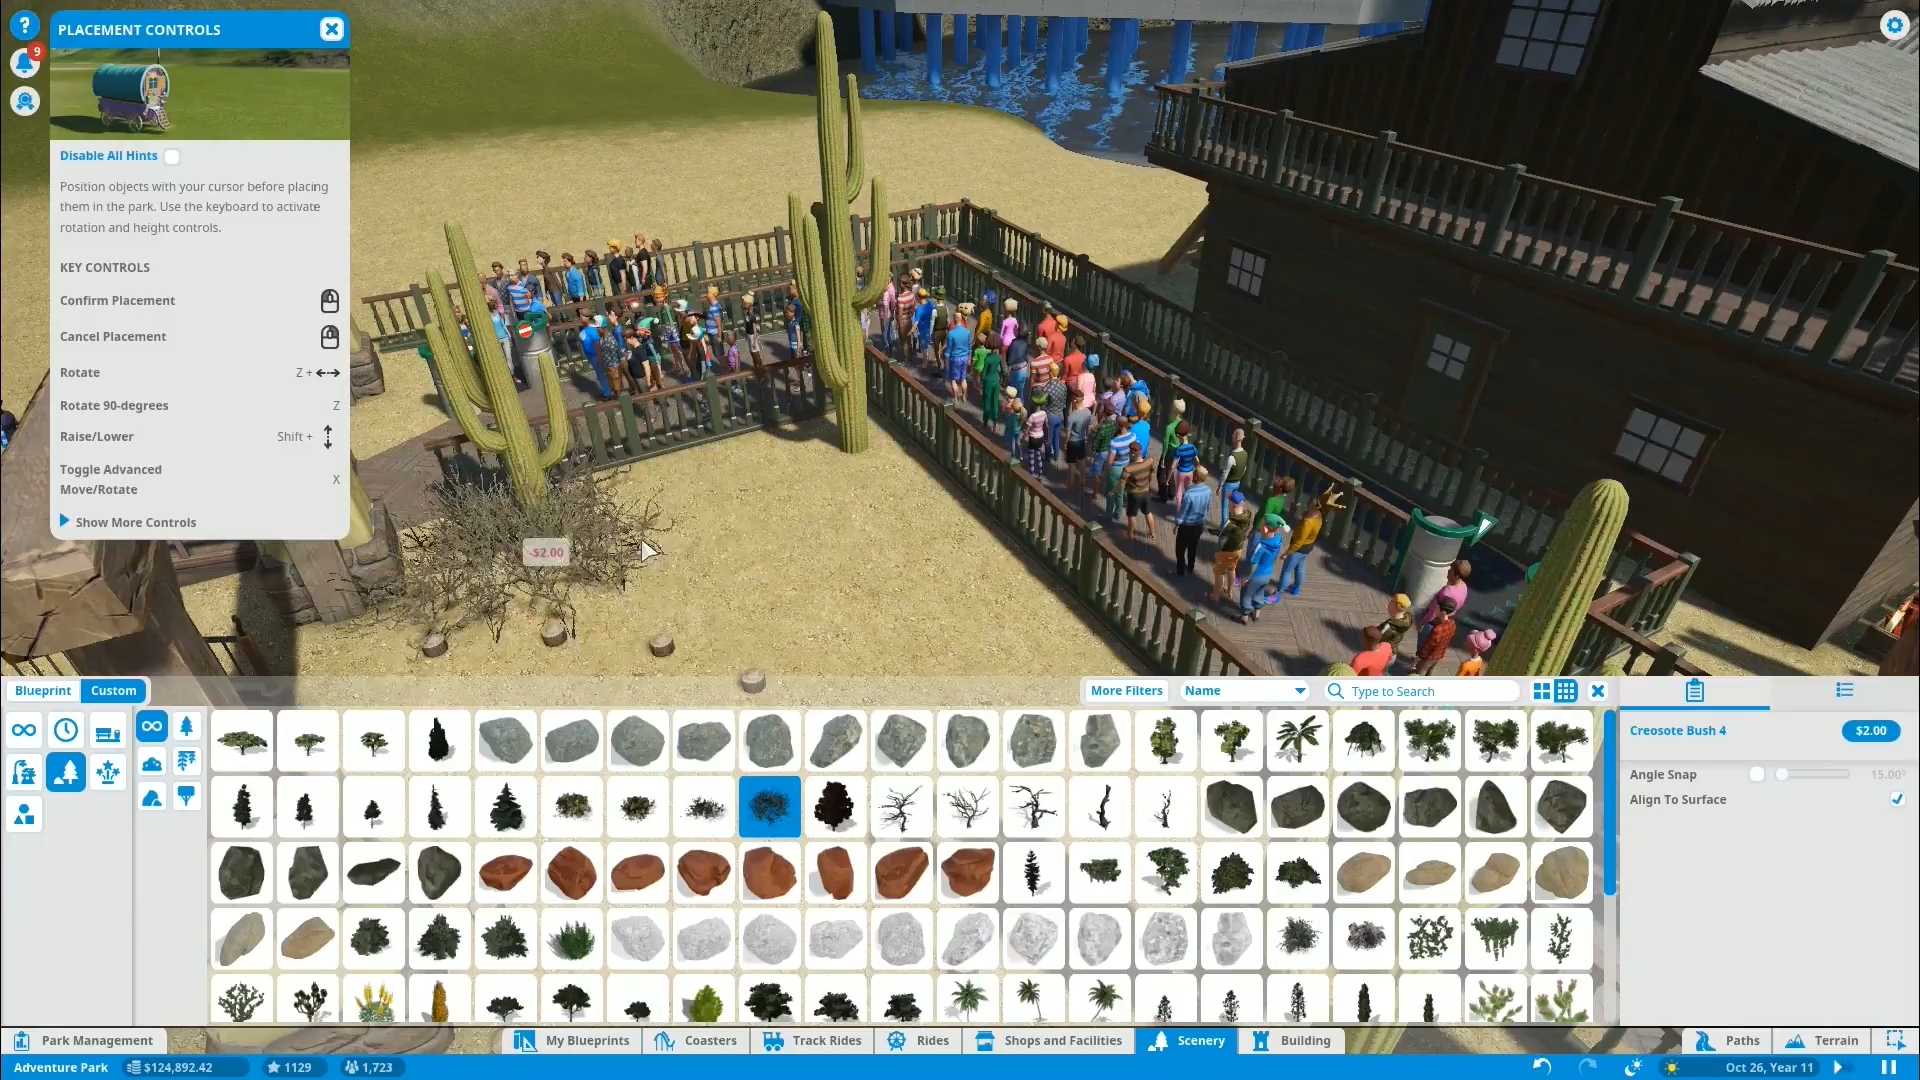 ?
9
PLACEMENT CONTROLS
Disable All Hints
Position objects with your cursor before placing
them in the park. Use the keyboard to activate
rotation and height controls.
KEY CONTROLS
Confirm Placement
Cancel Placement
Rotate Z +
Rotate 90-degrees Z
Raise/Lower Shift +
Toggle Advanced
Move/Rotate X
Show More Controls
-$2.00
Blueprint Custom More Filters Name Type to Search
Creosote Bush 4 $2.00
Angle Snap 15.00°
Align To Surface
Park Management My Blueprints Coasters Track Rides Rides Shops and Facilities Scenery Building Paths Terrain
Adventure Park $124,892.42 1129 1,723 Oct 26, Year 11